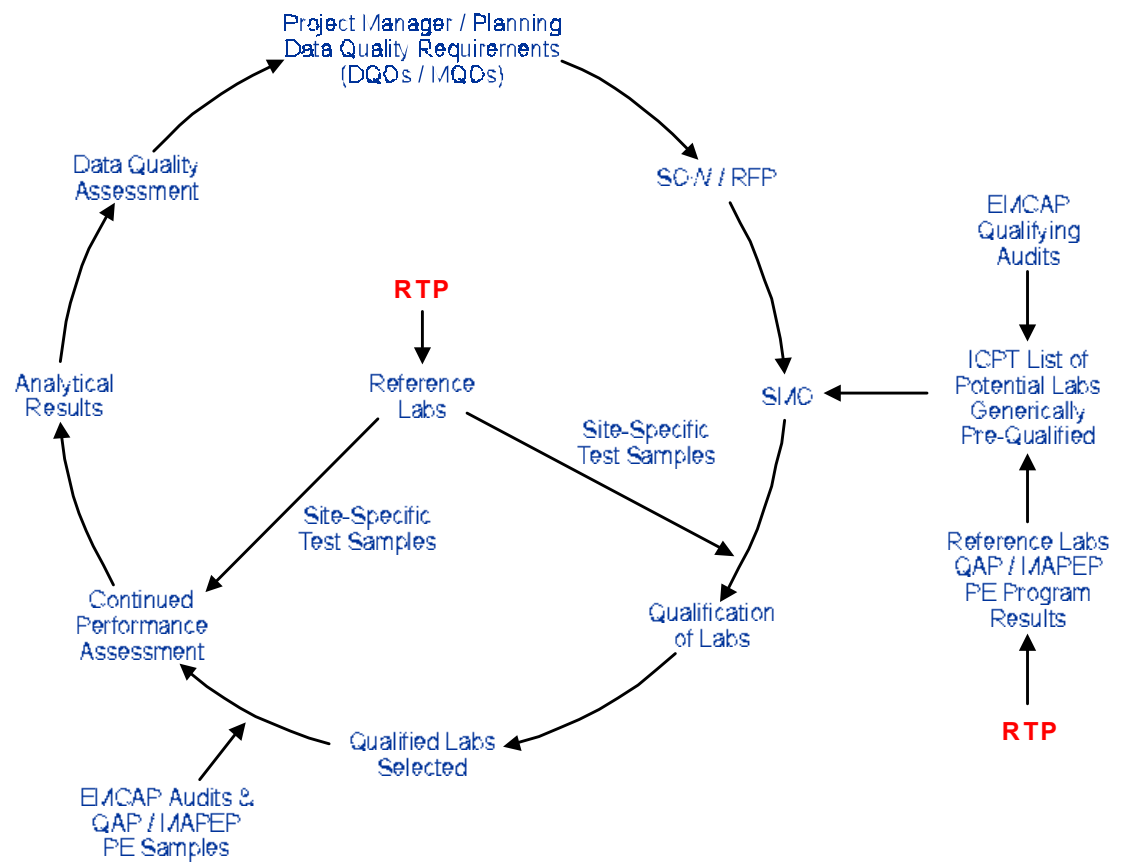 Project Manager / Planning
Data Quality Requirements
(DQOs / MQOs)
Data Quality
Assessment
SOW / RFP
EMCAP
Qualifying
Audits
RTP
Reference
Labs
Analytical
Results
SMO
ICPT List of
Potential Labs
Generically
Pre-Qualified
Site-Specific
Test Samples
Site-Specific
Test Samples
Reference Labs
QAP / MAPEP
PE Program
Results
Continued
Performance
Assessment
Qualification
of Labs
RTP
Qualified Labs
Selected
EMCAP Audits &
QAP / MAPEP
PE Samples